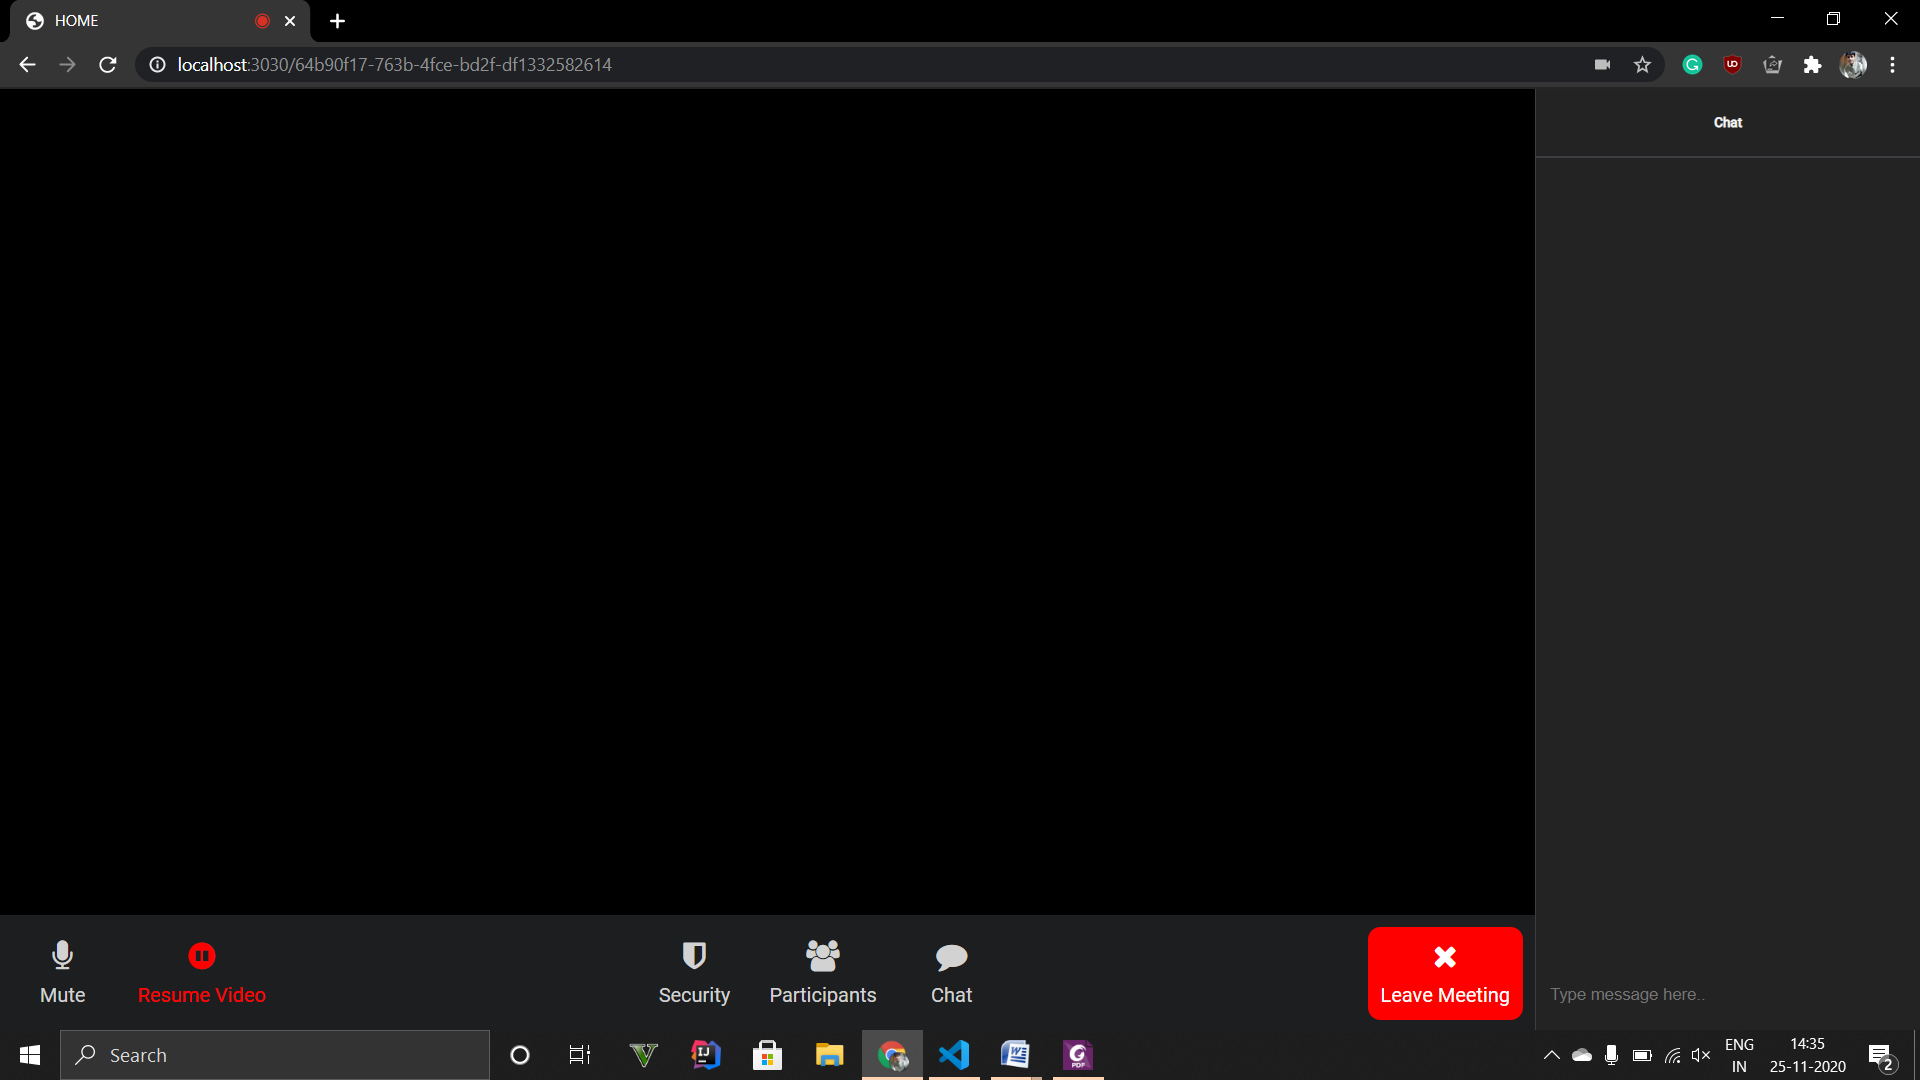 HOME
localhost:3030/64b90f17-763b-4fce-bd2f-df1332582614
Chat
Mute
Resume Video
Security
Participants
Chat
Leave Meeting
Type message here..
Search
ENG
IN
14:35
25-11-2020
2